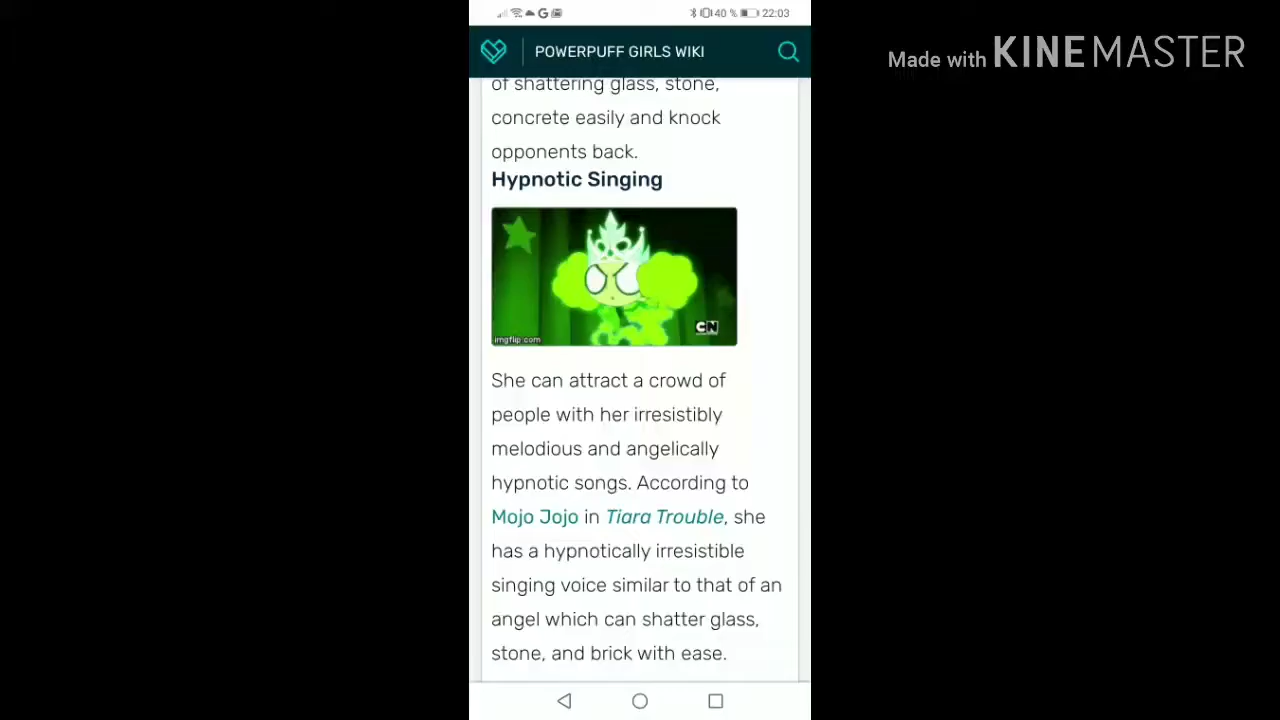 40 % 22:03
POWERPUFF GIRLS WIKI
Made with KINEMASTER
of shattering glass, stone,
concrete easily and knock
opponents back.
Hypnotic Singing
CN
imgflip.com
She can attract a crowd of
people with her irresistibly
melodious and angelically
hypnotic songs. According to
Mojo Jojo in Tiara Trouble, she
has a hypnotically irresistible
singing voice similar to that of an
angel which can shatter glass,
stone, and brick with ease.